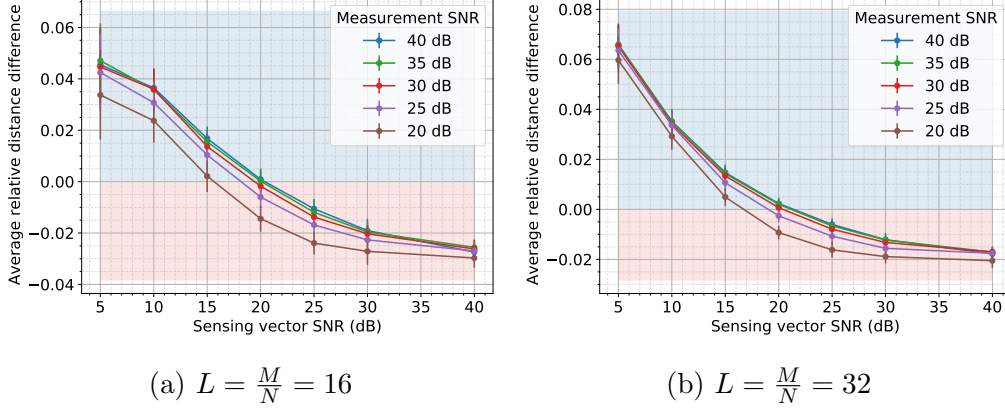 Average relative distance difference
0.06
0.04
0.02
0.00
−0.02
−0.04
5 10 15 20 25 30 40
Sensing vector SNR (dB)
Measurement SNR
40 dB
35 dB
30 dB
25 dB
20 dB
(a) L = M/N = 16
Average relative distance difference
0.08
0.06
0.04
0.02
0.00
−0.02
5 10 15 20 25 30 40
Sensing vector SNR (dB)
Measurement SNR
40 dB
35 dB
30 dB
25 dB
20 dB
(b) L = M/N = 32